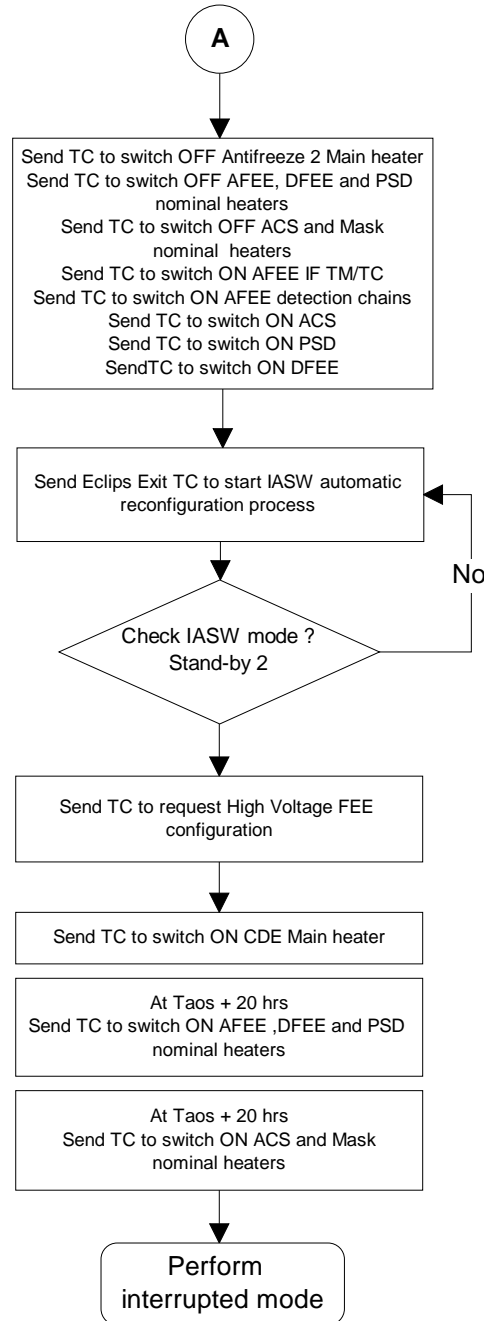 A
Send TC to switch OFF Antifreeze 2 Main heater
Send TC to switch OFF AFEE, DFEE and PSD
nominal heaters
Send TC to switch OFF ACS and Mask
nominal heaters
Send TC to switch ON AFEE IF TM/TC
Send TC to switch ON AFEE detection chains
Send TC to switch ON ACS
Send TC to switch ON PSD
SendTC to switch ON DFEE
Send Eclips Exit TC to start IASW automatic
reconfiguration process
No
Check IASW mode ?
Stand-by 2
Send TC to request High Voltage FEE
configuration
Send TC to switch ON CDE Main heater
At Taos + 20 hrs
Send TC to switch ON AFEE ,DFEE and PSD
nominal heaters
At Taos + 20 hrs
Send TC to switch ON ACS and Mask
nominal heaters
Perform
interrupted mode